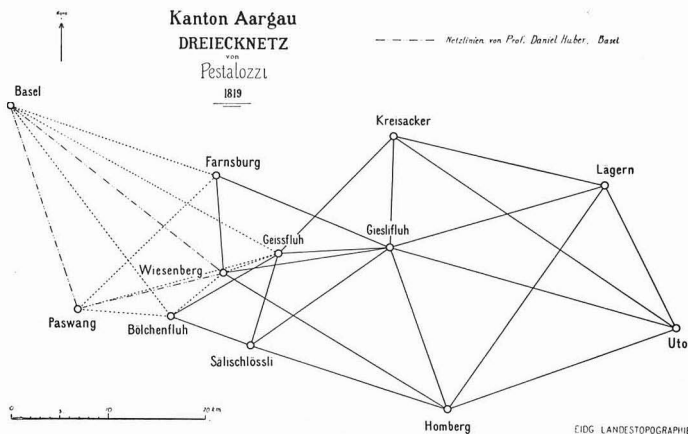 Nord
Kanton Aargau
DREIECKNETZ
von
Pestalozzi
1819
Netzlinien von Prof. Daniel Huber, Basel
Basel
Kreisacker
Farnsburg
Lägern
Geissfluh
Gieslifluh
Wiesenberg
Paswang
Bölchenfluh
Uto
Sälischlössli
Homberg
0 5 10 20 km
EIDG LANDESTOPOGRAPHIE